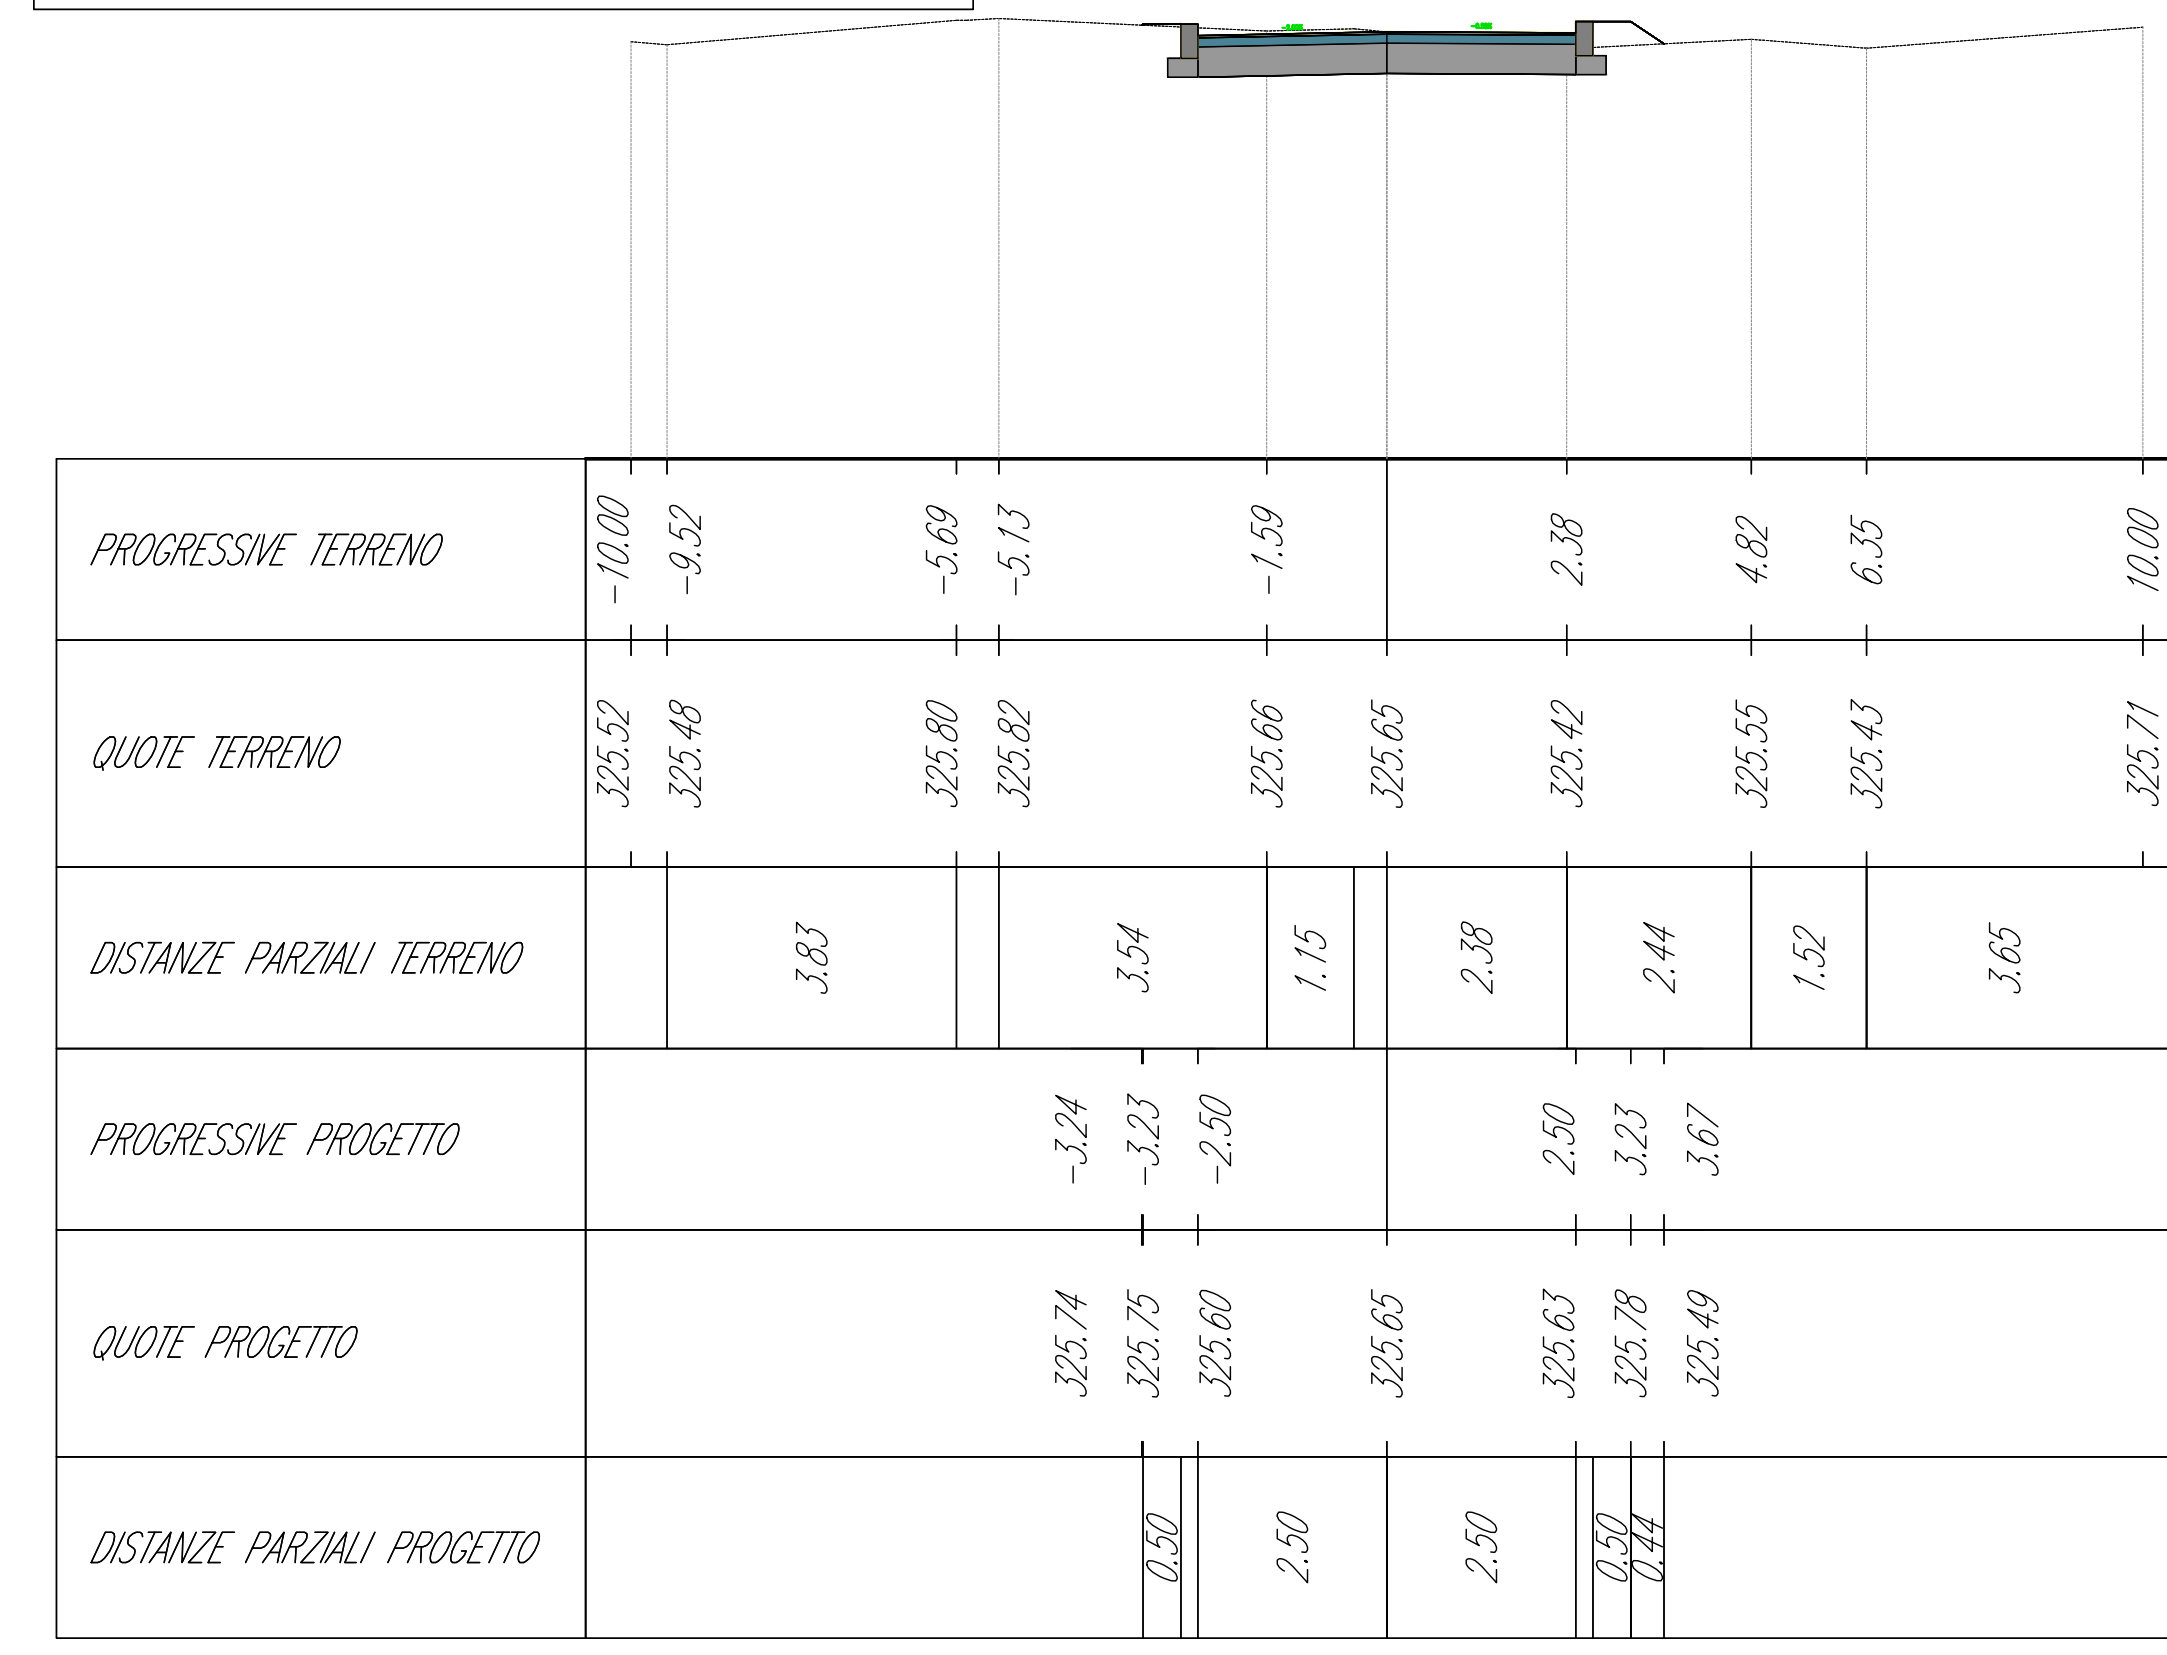 PROGRESSIVE TERRENO -10.00 -9.52 -5.69 -5.13 -1.59 2.38 4.82 6.35 10.00
QUOTE TERRENO 325.52 325.48 325.80 325.82 325.66 325.65 325.42 325.55 325.43 325.71
DISTANZE PARZIALI TERRENO 3.83 3.54 1.15 2.38 2.44 1.52 3.65
PROGRESSIVE PROGETTO -3.24 -3.23 -2.50 2.50 3.23 3.67
QUOTE PROGETTO 325.74 325.75 325.60 325.65 325.63 325.78 325.49
DISTANZE PARZIALI PROGETTO 0.50 2.50 2.50 0.50 0.44